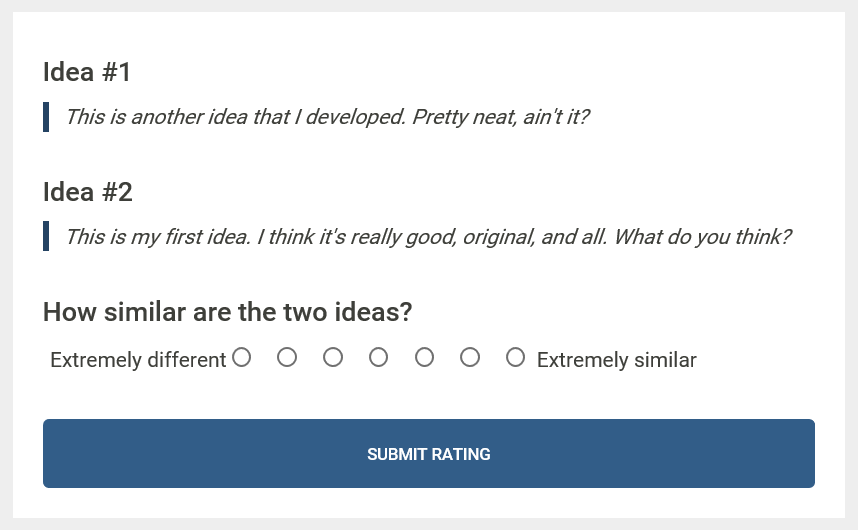 Idea #1
This is another idea that I developed. Pretty neat, ain't it?
Idea #2
This is my first idea. I think it's really good, original, and all. What do you think?
How similar are the two ideas?
Extremely different Extremely similar
SUBMIT RATING